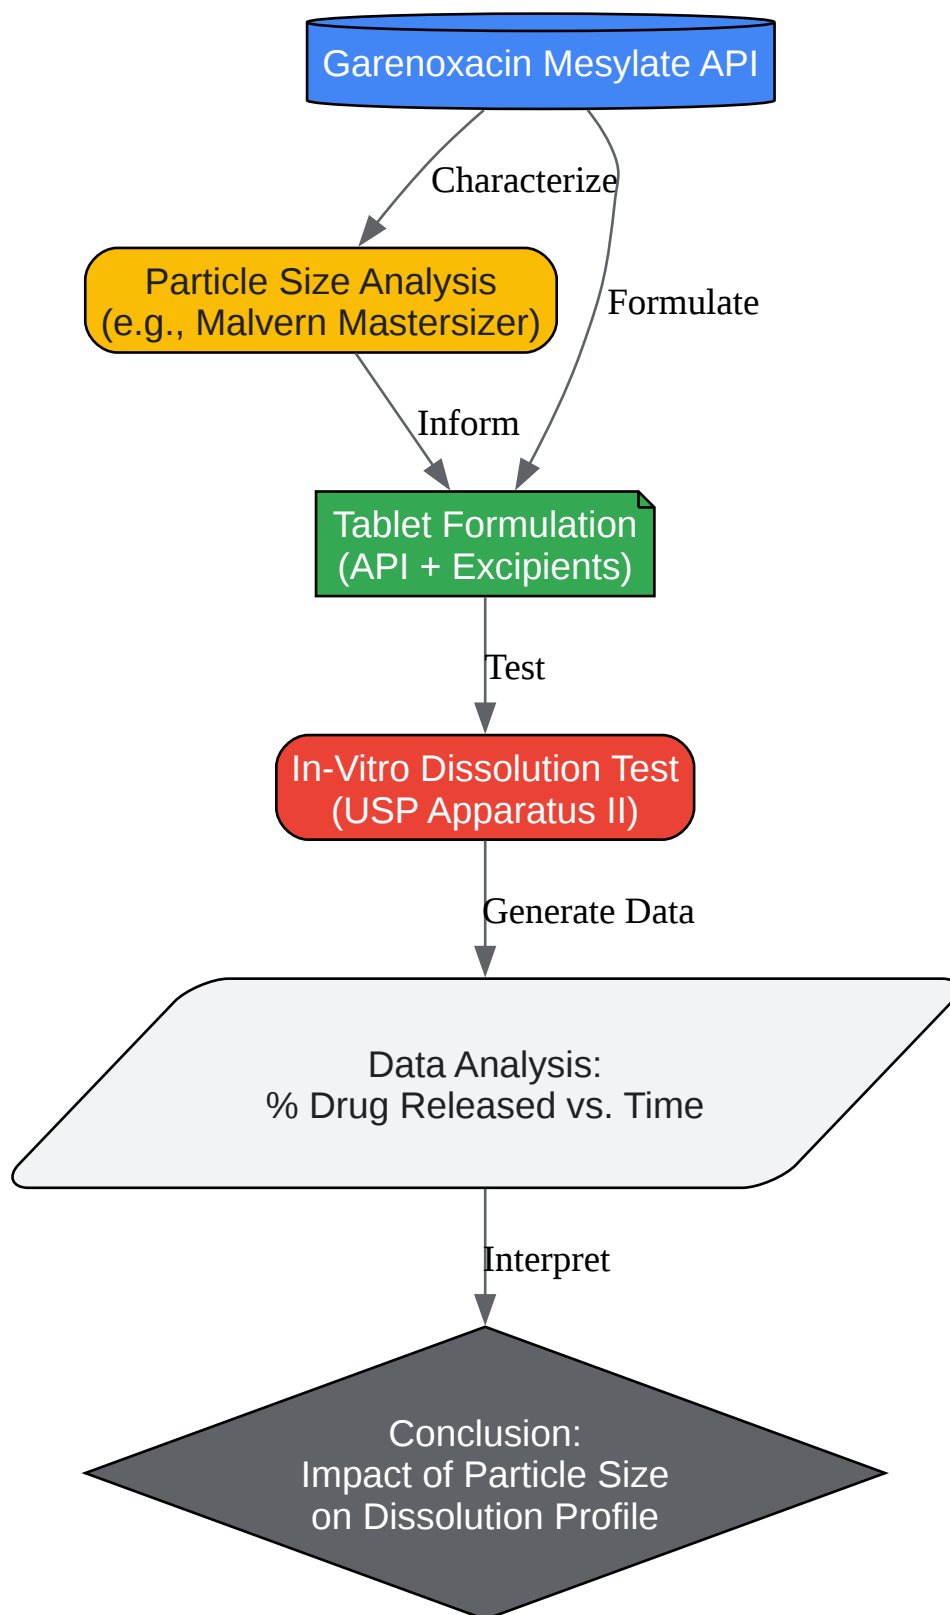 Garenoxacin Mesylate API
Characterize
Particle Size Analysis
(e.g., Malvern Mastersizer)
Formulate
Inform
Tablet Formulation
(API + Excipients)
Test
In-Vitro Dissolution Test
(USP Apparatus II)
Generate Data
Data Analysis:
% Drug Released vs. Time
Interpret
Conclusion:
Impact of Particle Size
on Dissolution Profile